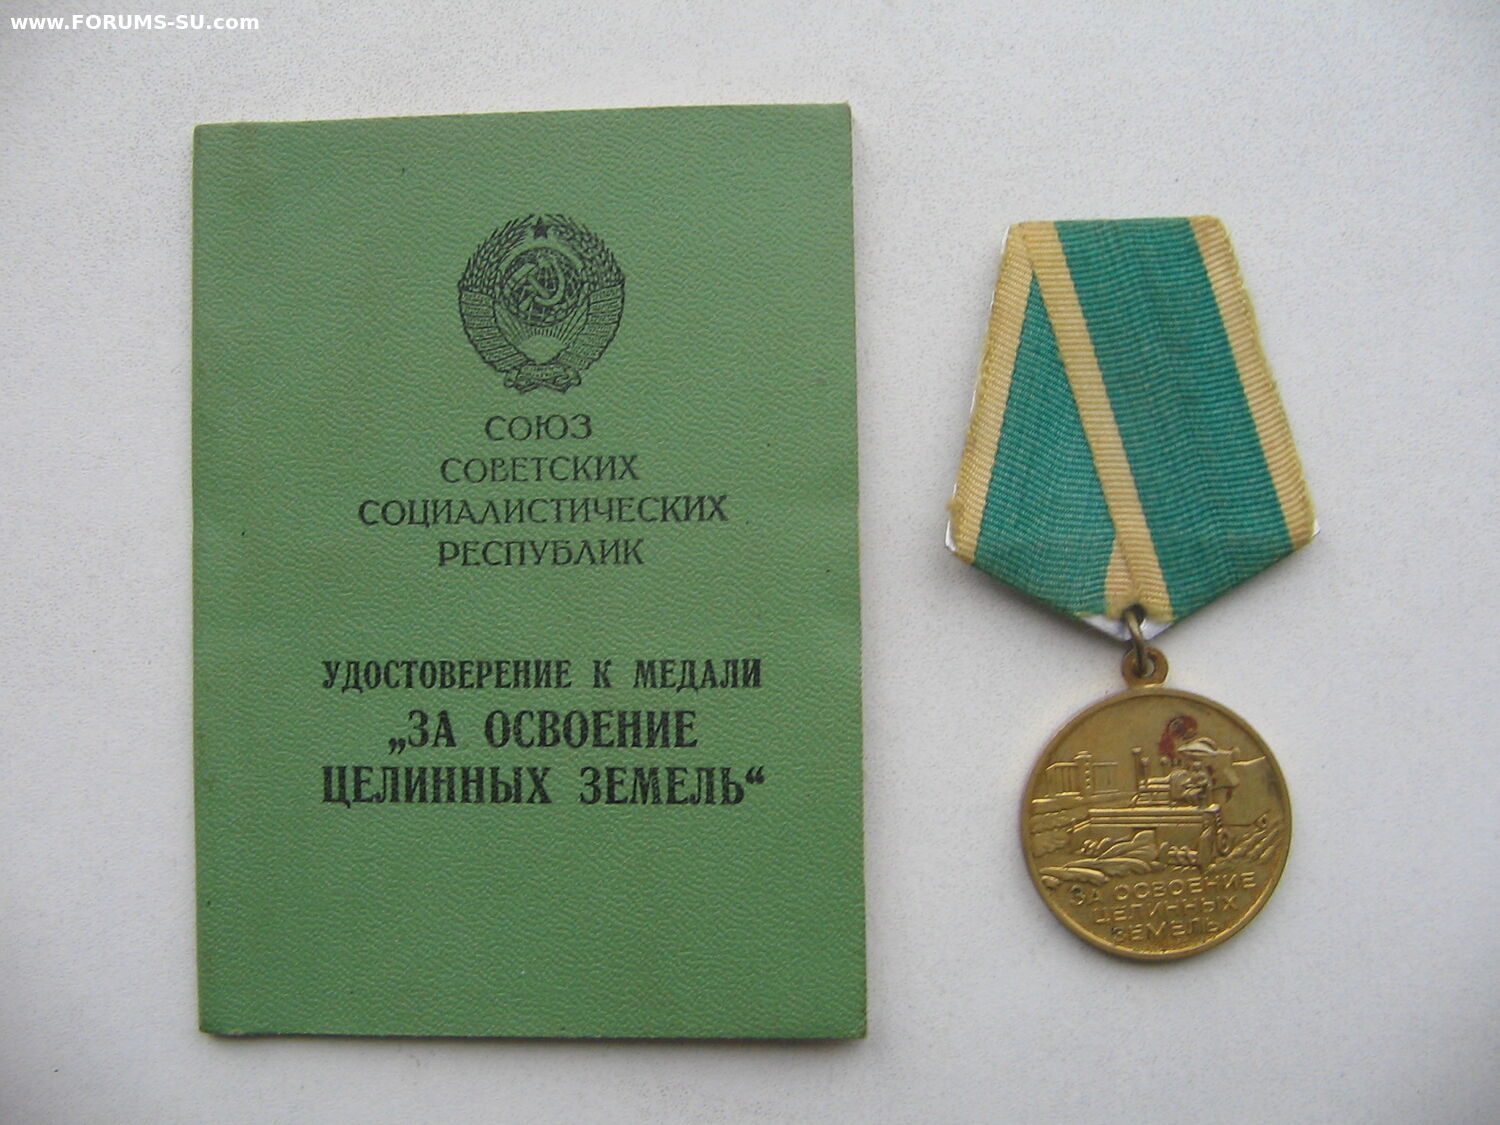 www.FORUMS-SU.com
СОЮЗ
СОВЕТСКИХ
СОЦИАЛИСТИЧЕСКИХ
РЕСПУБЛИК
УДОСТОВЕРЕНИЕ К МЕДАЛИ
„ЗА ОСВОЕНИЕ
ЦЕЛИННЫХ ЗЕМЕЛЬ“
ЗА ОСВОЕНИЕ
ЦЕЛИННЫХ
ЗЕМЕЛЬ